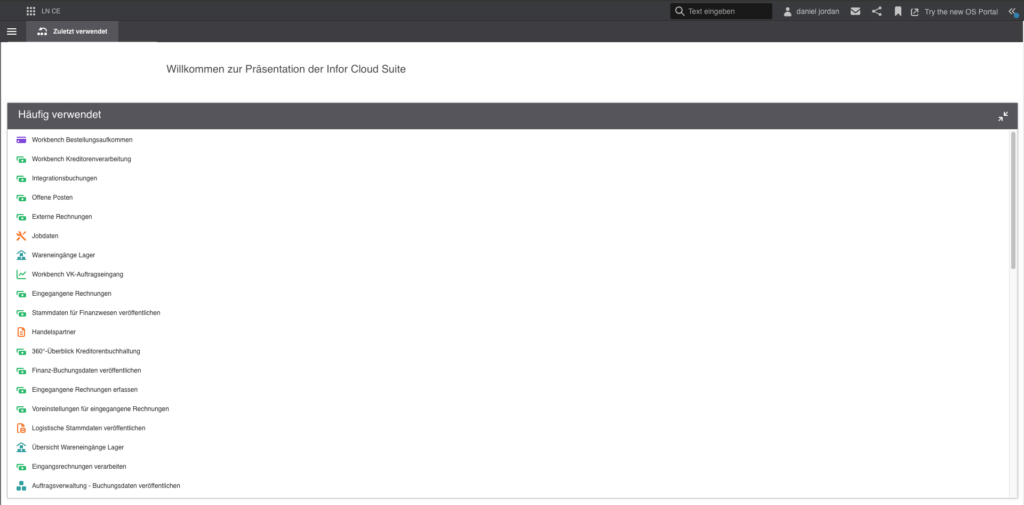 LN CE
Text eingeben
daniel jordan
Try the new OS Portal
Zuletzt verwendet
Willkommen zur Präsentation der Infor Cloud Suite
Häufig verwendet
Workbench Bestellungsaufkommen
Workbench Kreditorenverarbeitung
Integrationsbuchungen
Offene Posten
Externe Rechnungen
Jobdaten
Wareneingänge Lager
Workbench VK-Auftragseingang
Eingegangene Rechnungen
Stammdaten für Finanzwesen veröffentlichen
Handelspartner
360°-Überblick Kreditorenbuchhaltung
Finanz-Buchungsdaten veröffentlichen
Eingegangene Rechnungen erfassen
Voreinstellungen für eingegangene Rechnungen
Logistische Stammdaten veröffentlichen
Übersicht Wareneingänge Lager
Eingangsrechnungen verarbeiten
Auftragsverwaltung - Buchungsdaten veröffentlichen